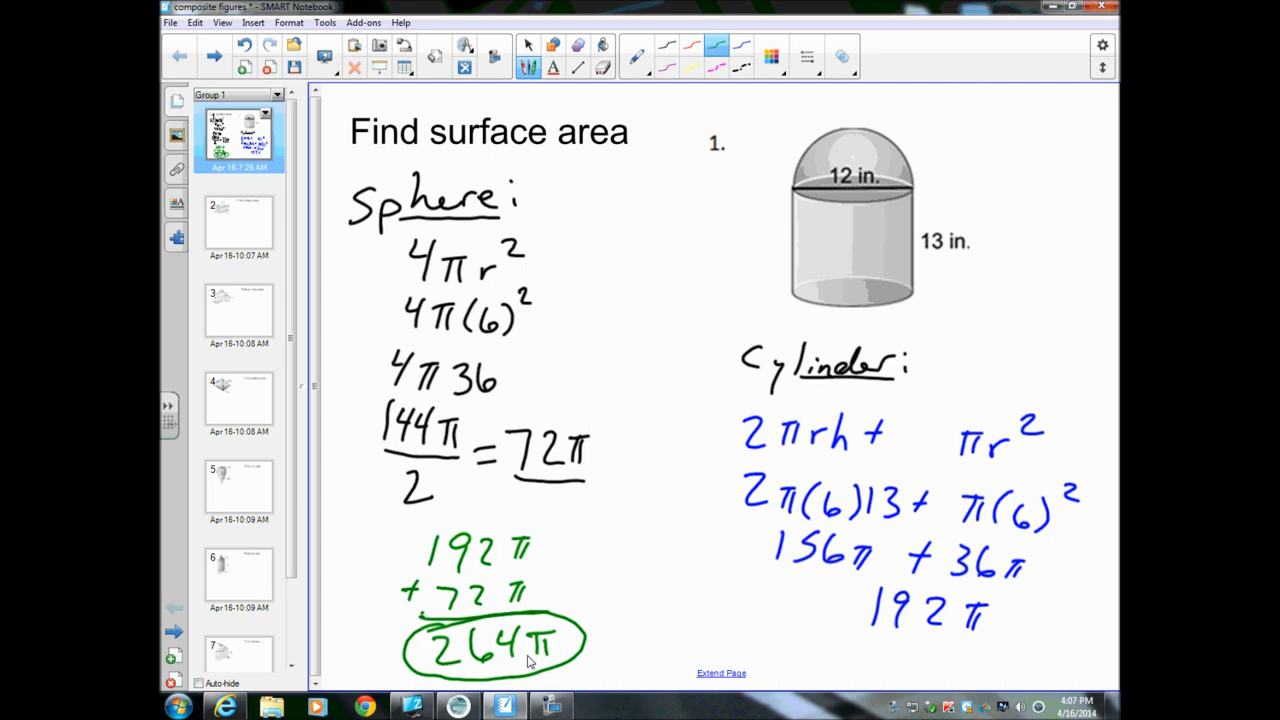 composite figures * - SMART Notebook
File Edit View Insert Format Tools Add-ons Help
Group 1
Apr 16-7:26 AM
2
Apr 16-10:07 AM
3
Apr 16-10:08 AM
4
Apr 16-10:08 AM
5
Apr 16-10:09 AM
6
Apr 16-10:09 AM
7
Auto-hide
Find surface area
Sphere:
4πr²
4π(6)²
4π36
144π/2 = 72π
192π
+ 72π
264π
1.
12 in.
13 in.
Cylinder:
2πrh + πr²
2π(6)13 + π(6)²
156π + 36π
192π
Extend Page
4:07 PM
4/16/2014